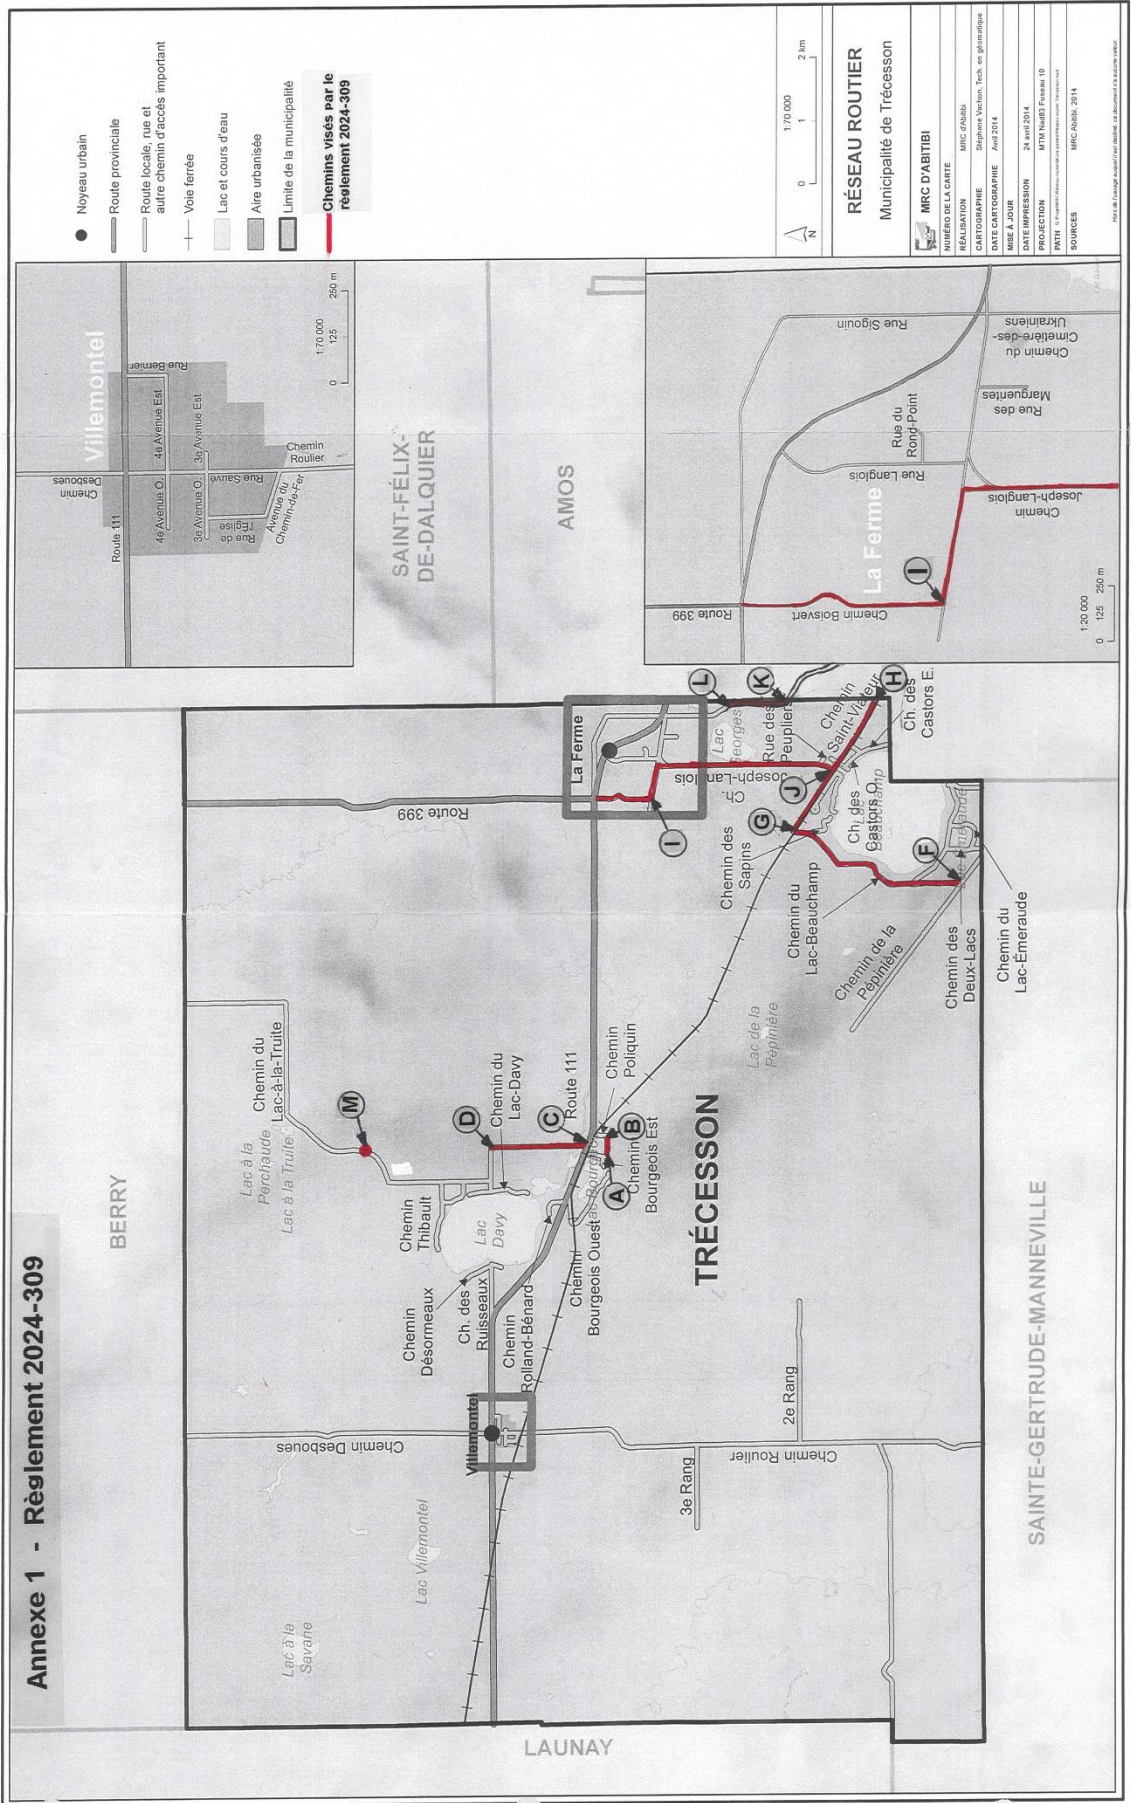 Annexe 1 - Règlement 2024-309
BERRY
LAUNAY
SAINTE-GERTRUDE-MANNEVILLE
SAINT-FÉLIX-
DE-DALQUIER
AMOS
TRÉCESSON
Lac à la
Savane
Lac Villemontel
Villemontel
Chemin Desboues
3e Rang
2e Rang
Chemin Roulier
Chemin
Désormeaux
Ch. des
Ruisseaux
Chemin
Rolland-Bénard
Chemin
Bourgeois Ouest
Chemin
Thibault
Lac
Davy
Lac à la
Perchaude
Lac à la Truite
Chemin du
Lac-à-la-Truite
M
D
Chemin du
Lac-Davy
C
Route 111
A
B
Chemin
Bourgeois Est
Chemin
Poliquin
Lac de la
Pépinière
Route 399
La Ferme
I
Ch.
Joseph-Langlois
Lac
Georges
L
K
Rue des
Peupliers
Chemin
Saint-Viateur
H
Ch. des
Castors E.
J
Ch. des
Castors O.
G
Chemin des
Sapins
Chemin du
Lac-Beauchamp
F
Chemin de la
Pépinière
Chemin des
Deux-Lacs
Chemin du
Lac-Émeraude
Villemontel
Chemin
Desboues
Route 111
4e Avenue O.
4e Avenue Est
Rue Bernier
3e Avenue O.
3e Avenue Est
Rue Sauvé
Rue de
l'Église
Avenue du
Chemin-de-Fer
Chemin
Roulier
1:70 000
0 125 250 m
La Ferme
Route 399
Chemin Boisvert
I
Chemin
Joseph-Langlois
Rue Langlois
Rue du
Rond-Point
Rue des
Marguerites
Rue Sigouin
Chemin du
Cimetière-des-
Ukrainiens
1:20 000
0 125 250 m
Noyeau urbain
Route provinciale
Route locale, rue et
autre chemin d'accès important
Voie ferrée
Lac et cours d'eau
Aire urbanisée
Limite de la municipalité
Chemins visés par le
règlement 2024-309
N
1:70 000
0 1 2 km
RÉSEAU ROUTIER
Municipalité de Trécesson
MRC D'ABITIBI
NUMÉRO DE LA CARTE
RÉALISATION MRC d'Abitibi
CARTOGRAPHIE Stéphane Vachon, Tech. en géomatique
DATE CARTOGRAPHIE Avril 2014
MISE À JOUR
DATE IMPRESSION 24 avril 2014
PROJECTION MTM Nad83 Fuseau 10
PATH
SOURCES MRC Abitibi, 2014